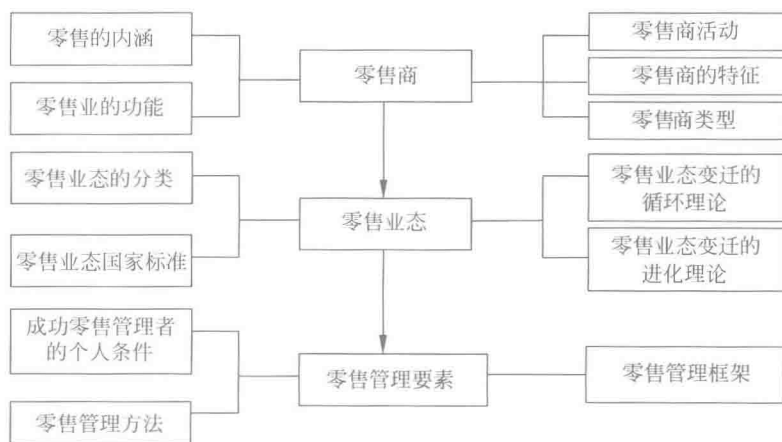 零售的内涵
零售商
零售商活动
零售商的特征
零售业的功能
零售商类型
零售业态的分类
零售业态
零售业态变迁的
循环理论
零售业态国家标准
零售业态变迁的
进化理论
成功零售管理者
的个人条件
零售管理要素
零售管理框架
零售管理方法